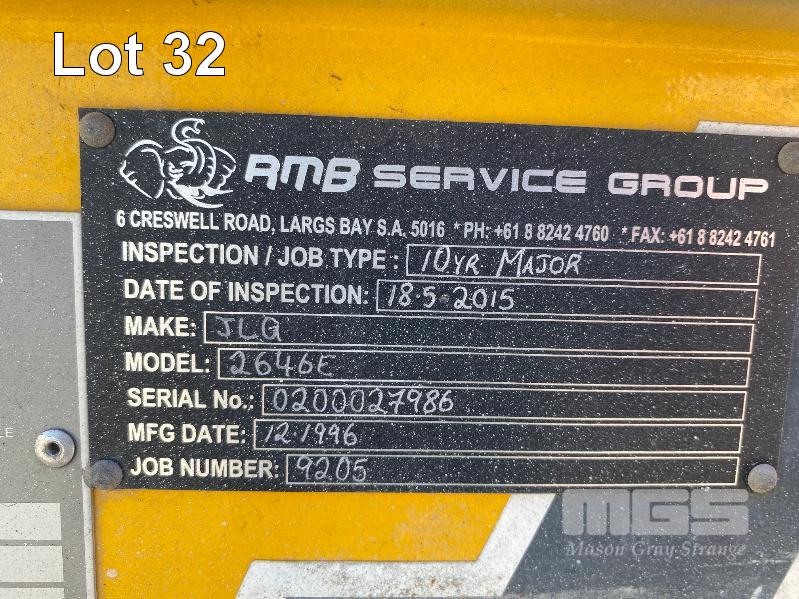 Lot 32
RMB SERVICE GROUP
6 CRESWELL ROAD, LARGS BAY S.A. 5016 * PH: +61 8 8242 4760 * FAX: +61 8 8242 4761
INSPECTION / JOB TYPE : 10YR MAJOR
DATE OF INSPECTION: 18-5-2015
MAKE: JLG
MODEL: 2646E
SERIAL No.: 0200027986
MFG DATE: 12.1996
JOB NUMBER: 9205
MGS
Mason Gray Strange